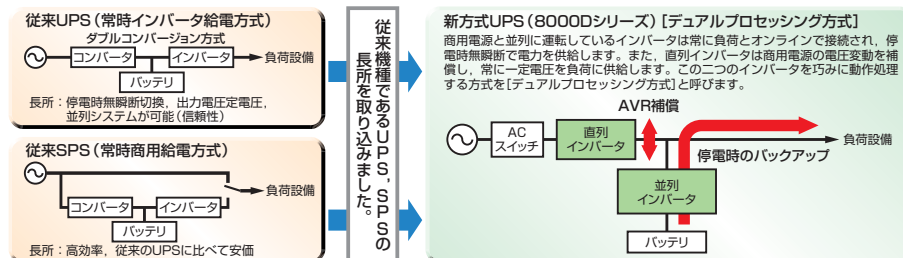 従来UPS（常時インバータ給電方式）
ダブルコンバージョン方式
コンバータ
インバータ
負荷設備
バッテリ
長所：停電時無瞬断切換，出力電圧定電圧，
並列システムが可能（信頼性）
従来SPS（常時商用給電方式）
負荷設備
コンバータ
インバータ
バッテリ
長所：高効率，従来のUPSに比べて安価
従来機種であるUPS，SPSの
長所を取り込みました。
新方式UPS（8000Dシリーズ）［デュアルプロセッシング方式］
商用電源と並列に運転しているインバータは常に負荷とオンラインで接続され，停
電時無瞬断で電力を供給します。また，直列インバータは商用電源の電圧変動を補
償し，常に一定電圧を負荷に供給します。この二つのインバータを巧みに動作処理
する方式を［デュアルプロセッシング方式］と呼びます。
AVR補償
AC
スイッチ
直列
インバータ
負荷設備
停電時のバックアップ
並列
インバータ
バッテリ